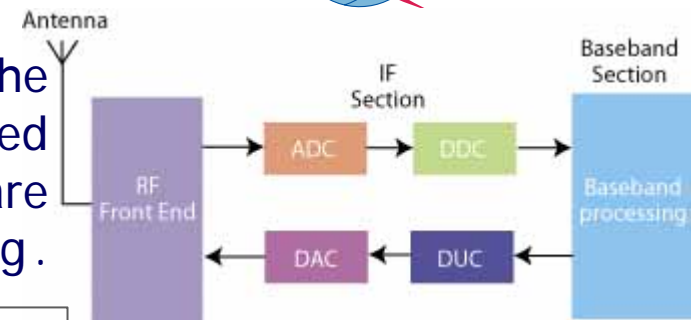 Antenna
he
ed
are
g.
IF
Section
Baseband
Section
RF
Front End
ADC
DDC
DAC
DUC
Baseband
processing